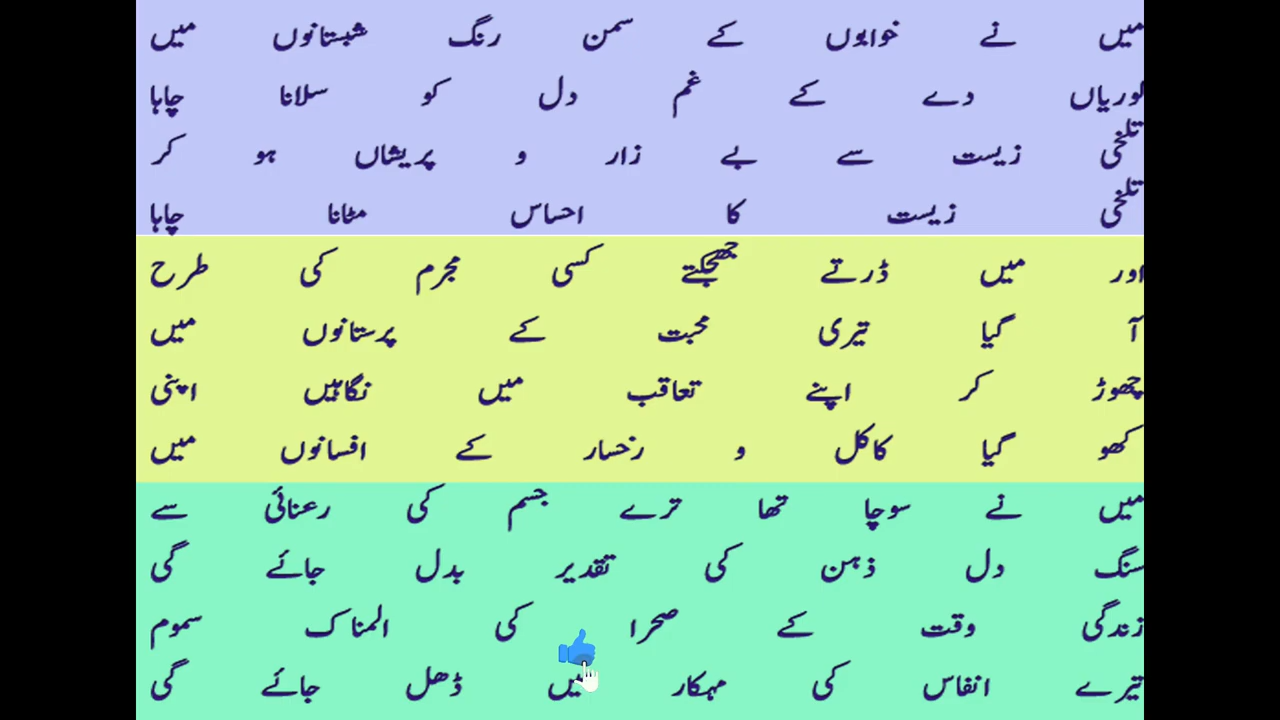 میں نے خوابوں کے سمن رنگ شبستانوں میں
لوریاں دے کے غم دل کو سلانا چاہا
تلخی زیست سے بے زار و پریشاں ہو کر
تلخی زیست کا احساس مٹانا چاہا
اور میں ڈرتے جھجکتے کسی مجرم کی طرح
آ گیا تیری محبت کے پرستانوں میں
چھوڑ کر اپنے تعاقب میں نگاہیں اپنی
کھو گیا کاکل و رخسار کے افسانوں میں
میں نے سوچا تھا ترے جسم کی رعنائی سے
سنگ دل ذہن کی تقدیر بدل جائے گی
زندگی وقت کے صحرا کی المناک سموم
تیرے انفاس کی مہکار میں ڈھل جائے گی